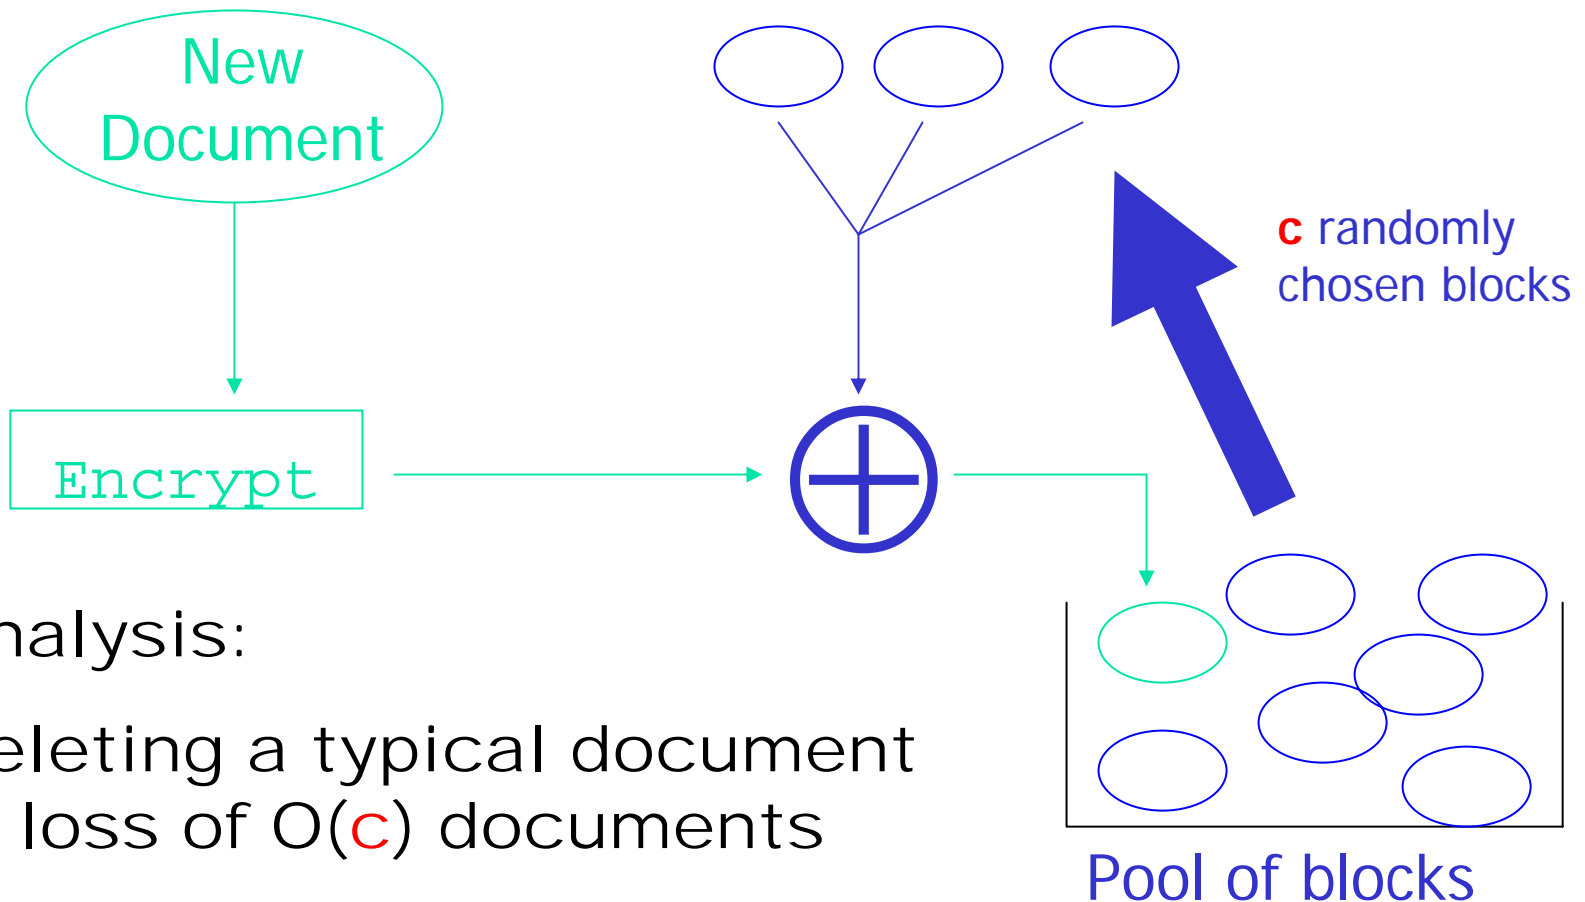 New
Document
c randomly
chosen blocks
Encrypt
nalysis:
eleting a typical document
loss of O(c) documents
Pool of blocks